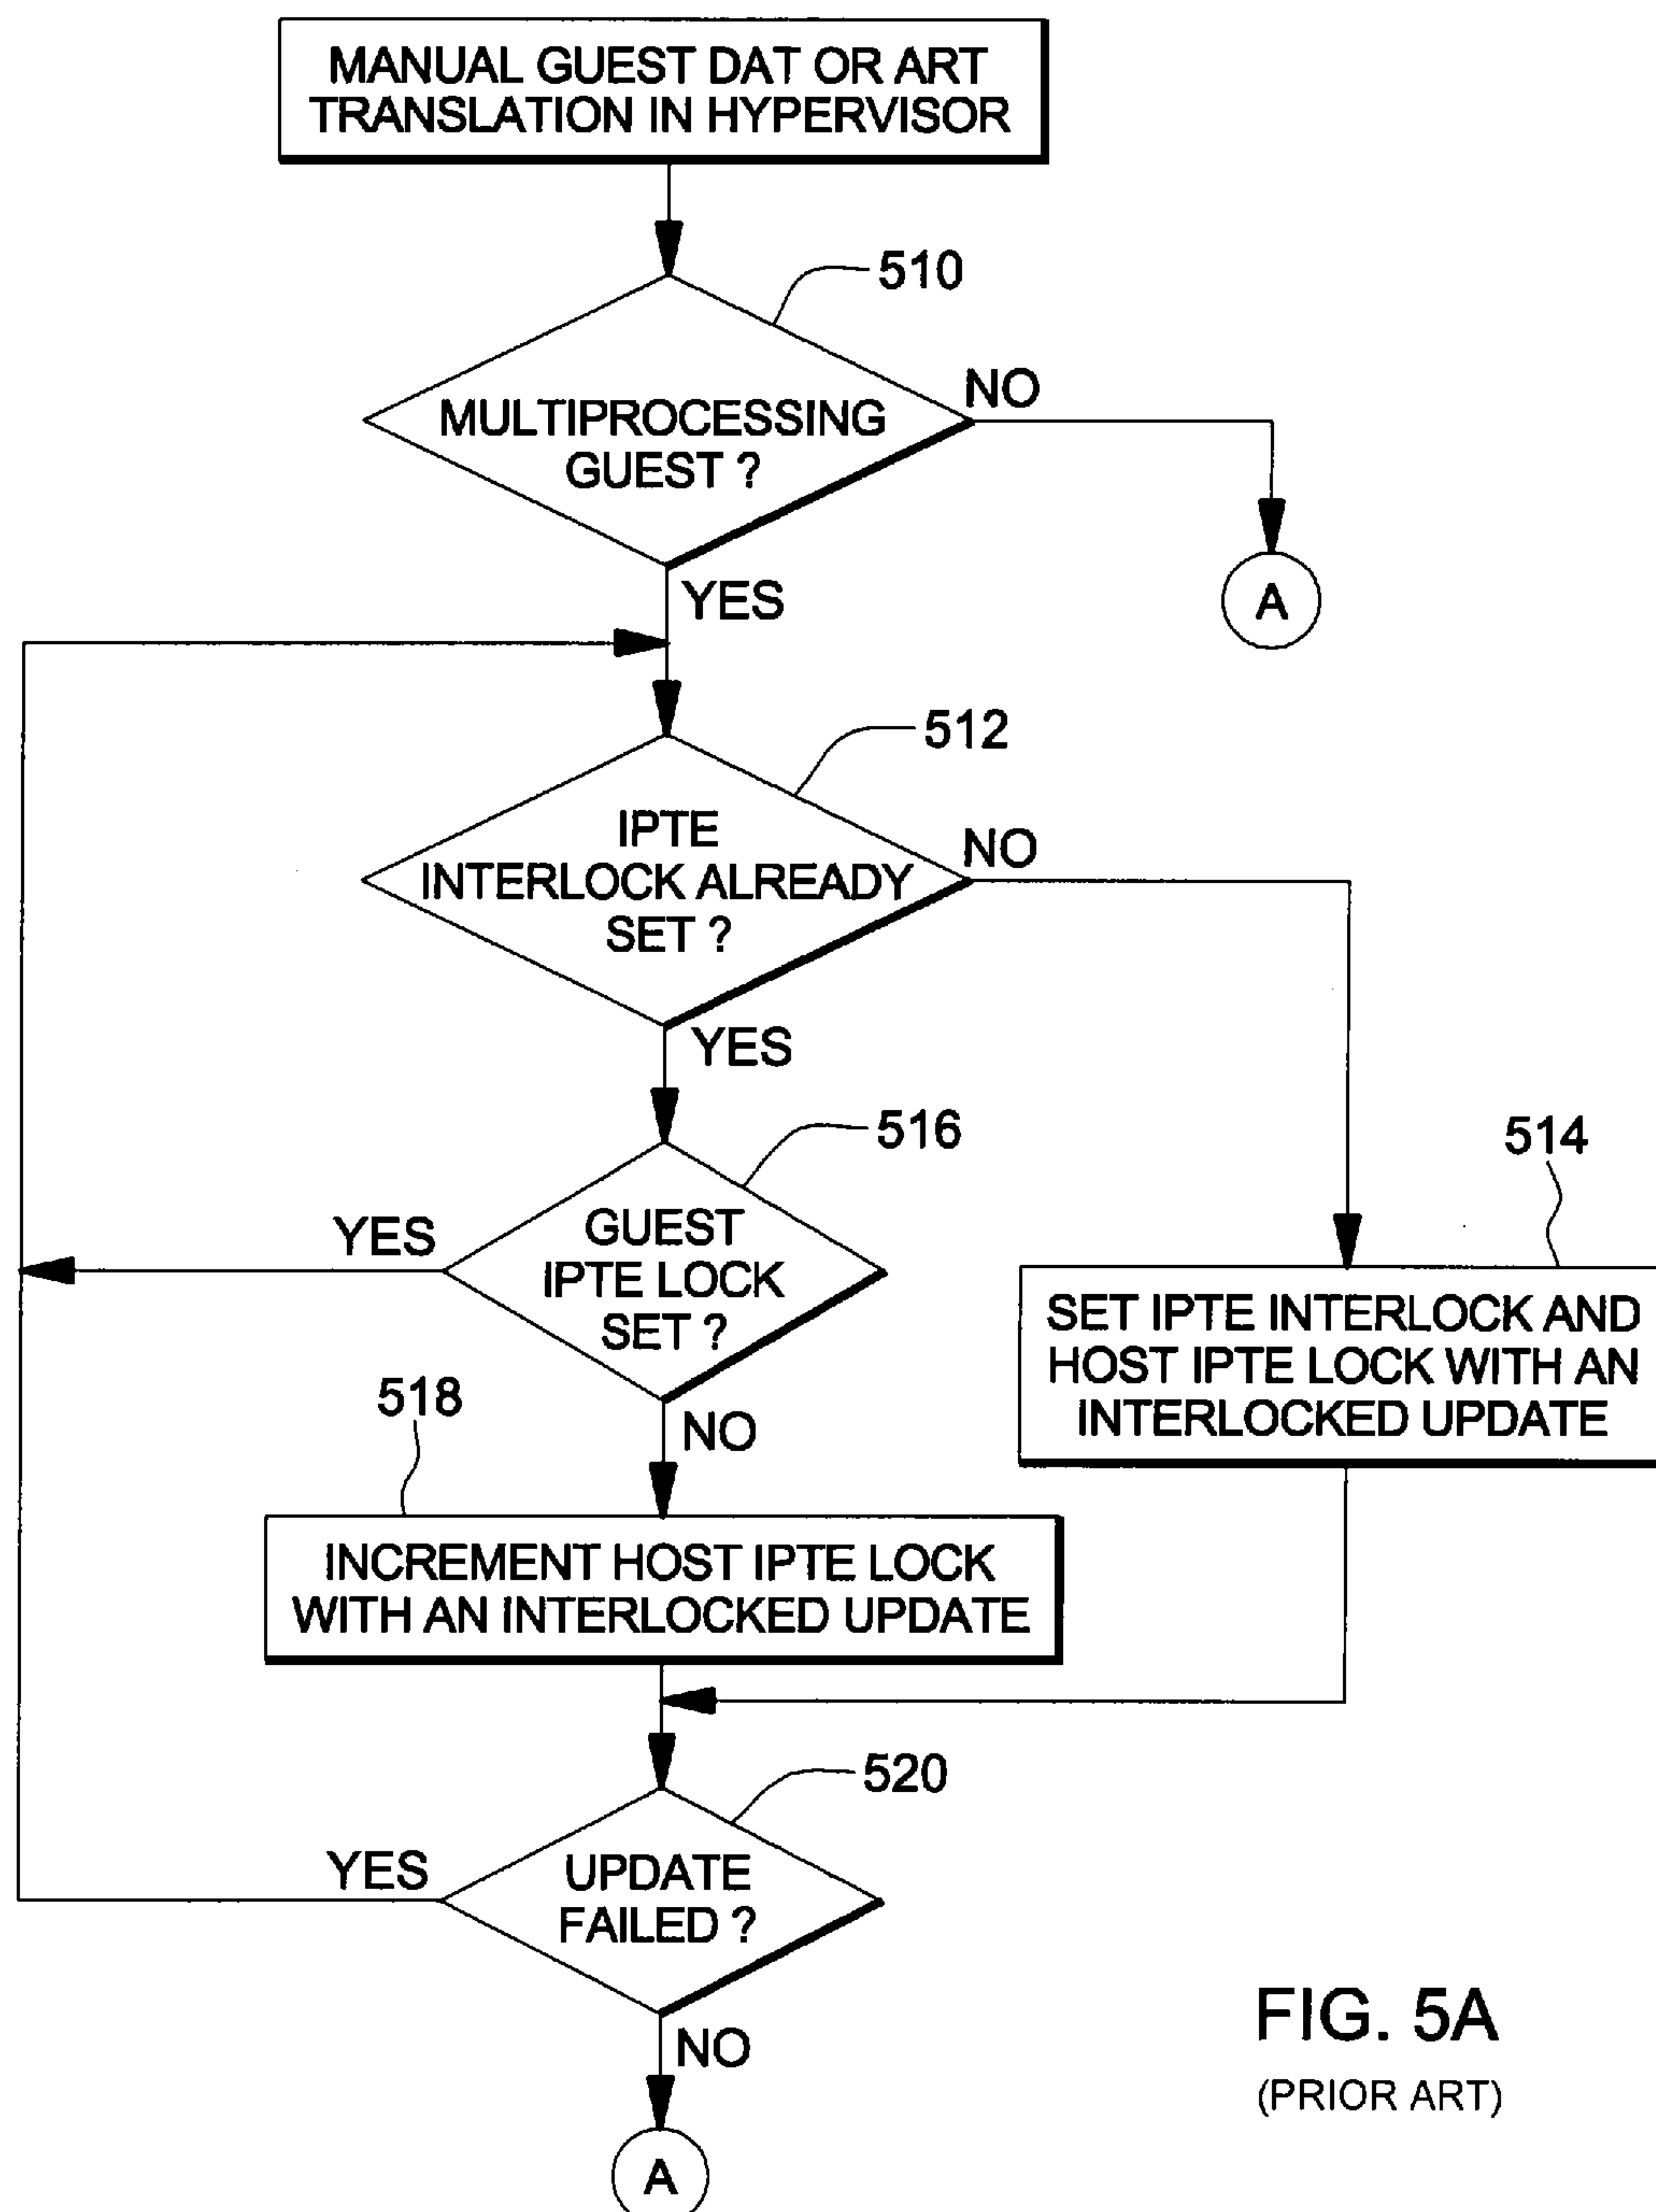 MANUAL GUEST DAT OR ART
TRANSLATION IN HYPERVISOR
510
MULTIPROCESSING
GUEST ?
NO
A
YES
512
IPTE
INTERLOCK ALREADY
SET ?
NO
YES
516
GUEST
IPTE LOCK
SET ?
YES
NO
514
SET IPTE INTERLOCK AND
HOST IPTE LOCK WITH AN
INTERLOCKED UPDATE
518
INCREMENT HOST IPTE LOCK
WITH AN INTERLOCKED UPDATE
520
UPDATE
FAILED ?
YES
NO
A
FIG. 5A
(PRIOR ART)